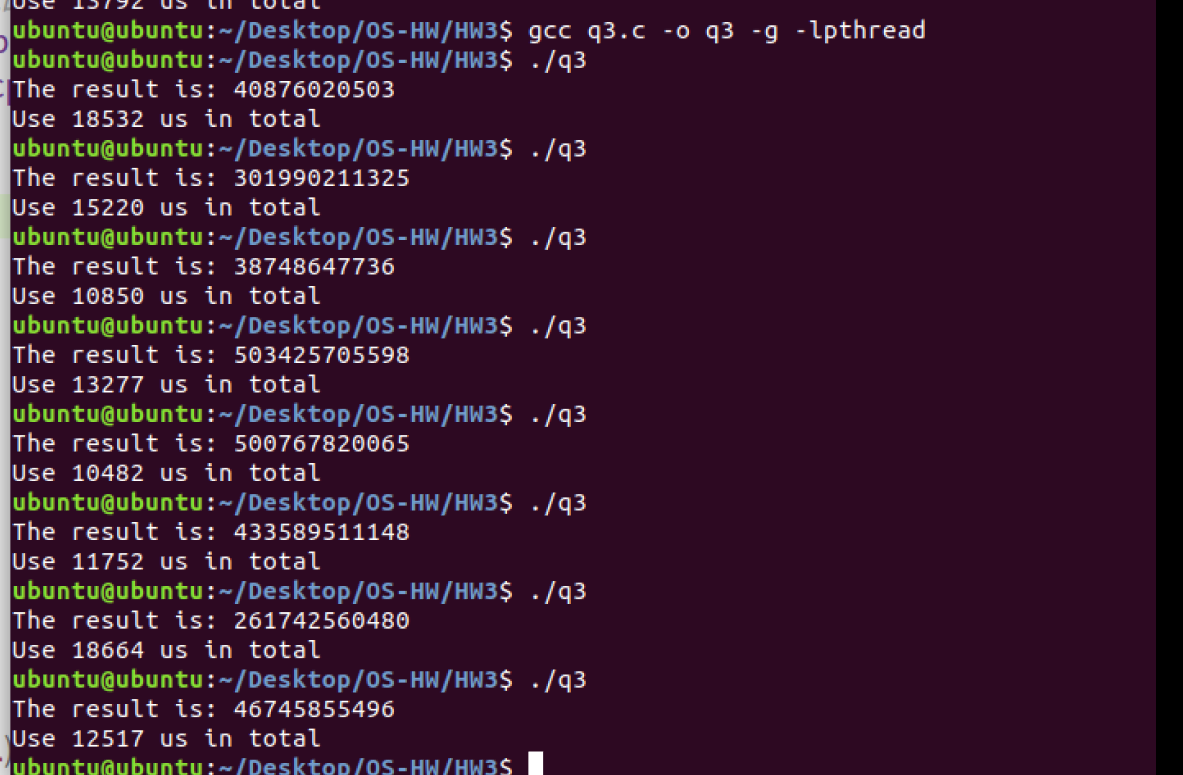 Use 13792 us in total
ubuntu@ubuntu:~/Desktop/OS-HW/HW3$ gcc q3.c -o q3 -g -lpthread
ubuntu@ubuntu:~/Desktop/OS-HW/HW3$ ./q3
The result is: 40876020503
Use 18532 us in total
ubuntu@ubuntu:~/Desktop/OS-HW/HW3$ ./q3
The result is: 301990211325
Use 15220 us in total
ubuntu@ubuntu:~/Desktop/OS-HW/HW3$ ./q3
The result is: 38748647736
Use 10850 us in total
ubuntu@ubuntu:~/Desktop/OS-HW/HW3$ ./q3
The result is: 503425705598
Use 13277 us in total
ubuntu@ubuntu:~/Desktop/OS-HW/HW3$ ./q3
The result is: 500767820065
Use 10482 us in total
ubuntu@ubuntu:~/Desktop/OS-HW/HW3$ ./q3
The result is: 433589511148
Use 11752 us in total
ubuntu@ubuntu:~/Desktop/OS-HW/HW3$ ./q3
The result is: 261742560480
Use 18664 us in total
ubuntu@ubuntu:~/Desktop/OS-HW/HW3$ ./q3
The result is: 46745855496
Use 12517 us in total
ubuntu@ubuntu:~/Desktop/OS-HW/HW3$